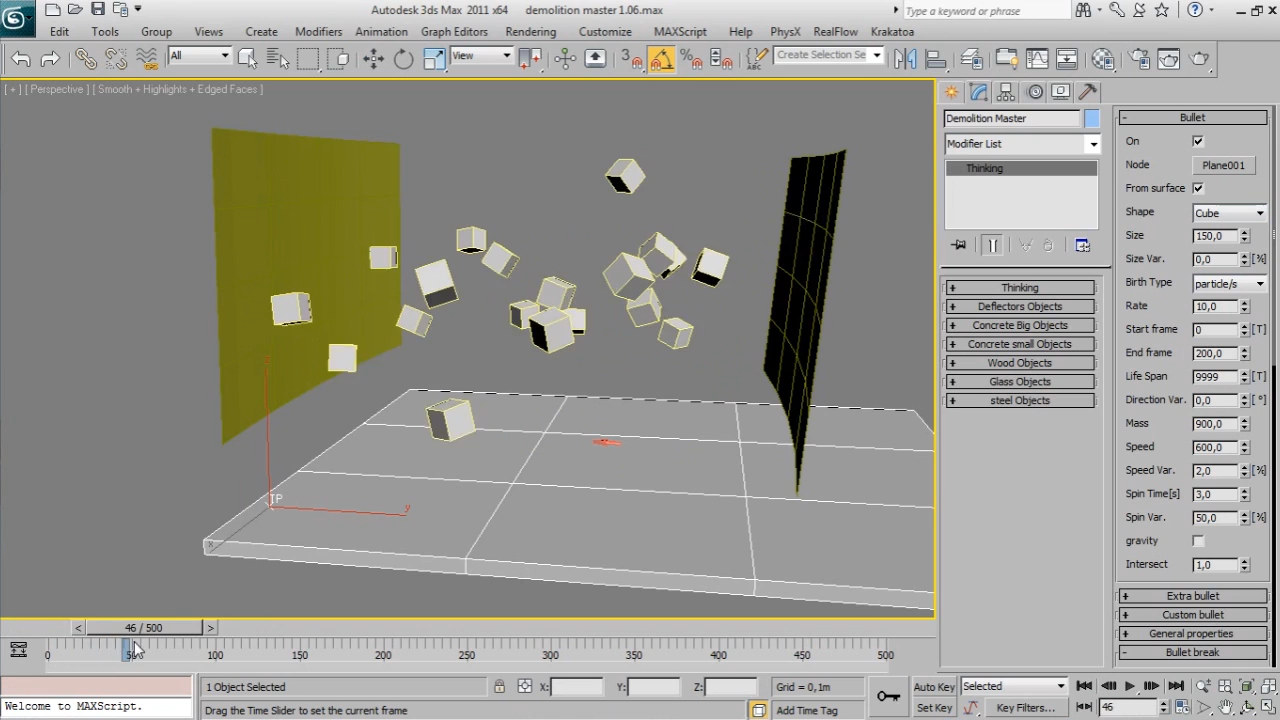 Autodesk 3ds Max 2011 x64 demolition master 1.06.max
Type a keyword or phrase
Edit Tools Group Views Create Modifiers Animation Graph Editors Rendering Customize MAXScript Help PhysX RealFlow Krakatoa
All View 3 Create Selection Se
[ + ] [ Perspective ] [ Smooth + Highlights + Edged Faces ]
Demolition Master
Modifier List
Thinking
+ Thinking
+ Deflectors Objects
+ Concrete Big Objects
+ Concrete small Objects
+ Wood Objects
+ Glass Objects
+ steel Objects
- Bullet
On
Node Plane001
From surface
Shape Cube
Size 150,0
Size Var. 0,0 [%]
Birth Type particle/s
Rate 10,0
Start frame 0 [T]
End frame 200,0
Life Span 9999 [T]
Direction Var. 0,0 [ °]
Mass 900,0
Speed 600,0
Speed Var. 2,0 [%]
Spin Time[s] 3,0
Spin Var. 50,0 [%]
gravity
Intersect 1,0
+ Extra bullet
+ Custom bullet
+ General properties
- Bullet break
TP
y
x
< 46 / 500 >
0 50 100 150 200 250 300 350 400 450 500
1 Object Selected X: Y: Z: Grid = 0,1m Auto Key Selected
Welcome to MAXScript. Drag the Time Slider to set the current frame Add Time Tag Set Key Key Filters... 46